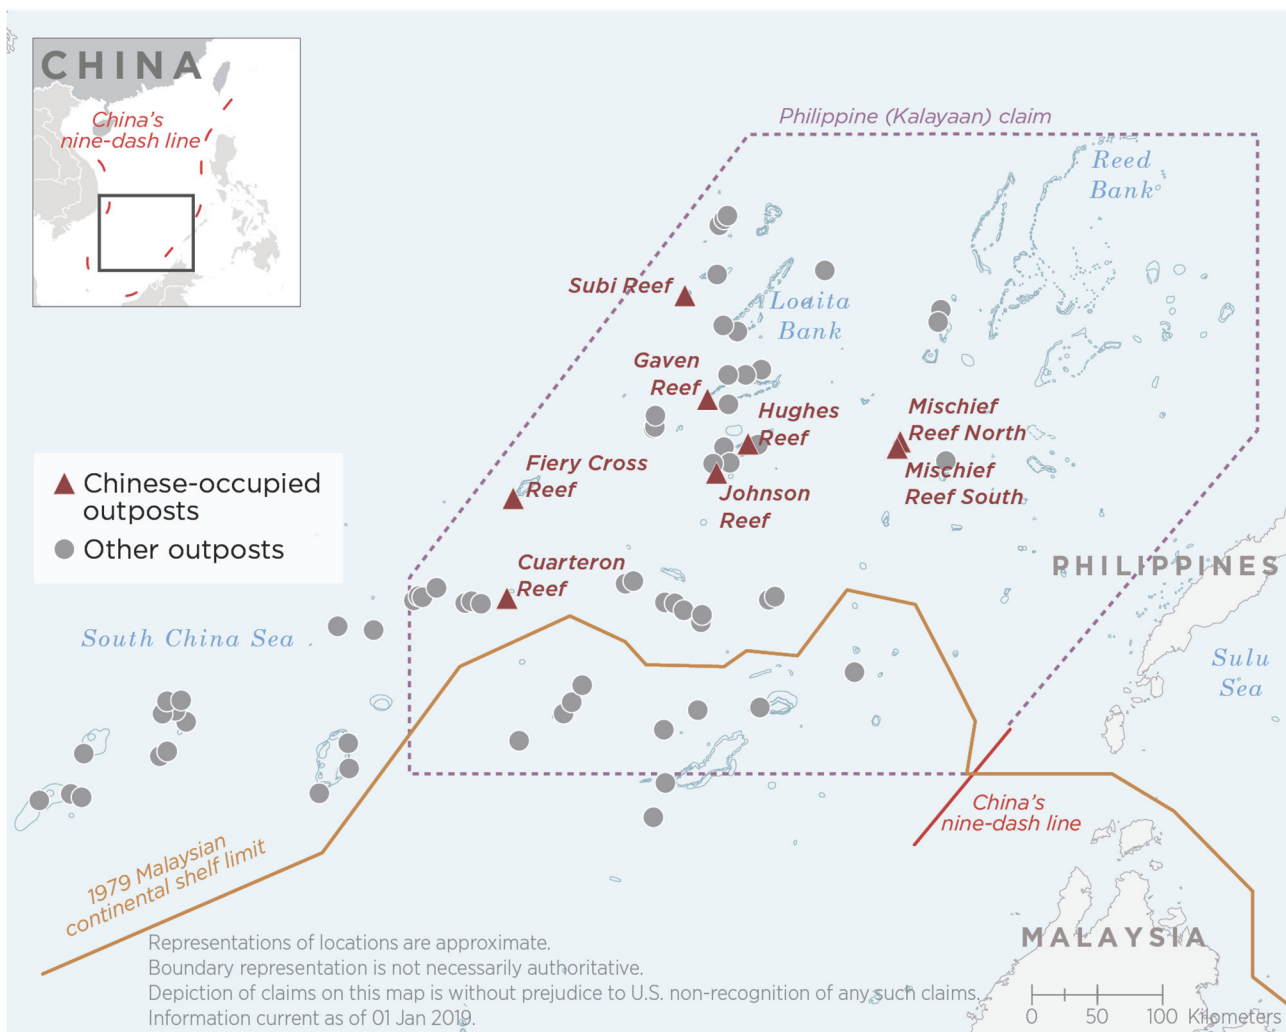 CHINA
China's
nine-dash line
Philippine (Kalayaan) claim
Reed
Bank
Subi Reef
Loaita
Bank
Gaven
Reef
Hughes
Reef
Mischief
Reef North
Mischief
Reef South
Fiery Cross
Reef
Johnson
Reef
Chinese-occupied
outposts
Other outposts
Cuarteron
Reef
PHILIPPINES
South China Sea
Sulu
Sea
China's
nine-dash line
1979 Malaysian
continental shelf limit
MALAYSIA
Representations of locations are approximate.
Boundary representation is not necessarily authoritative.
Depiction of claims on this map is without prejudice to U.S. non-recognition of any such claims.
Information current as of 01 Jan 2019.
0 50 100 Kilometers